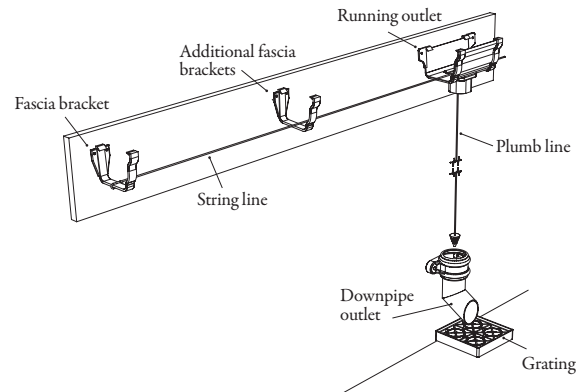 Running outlet
Additional fascia
brackets
Fascia bracket
Plumb line
String line
Downpipe
outlet
Grating